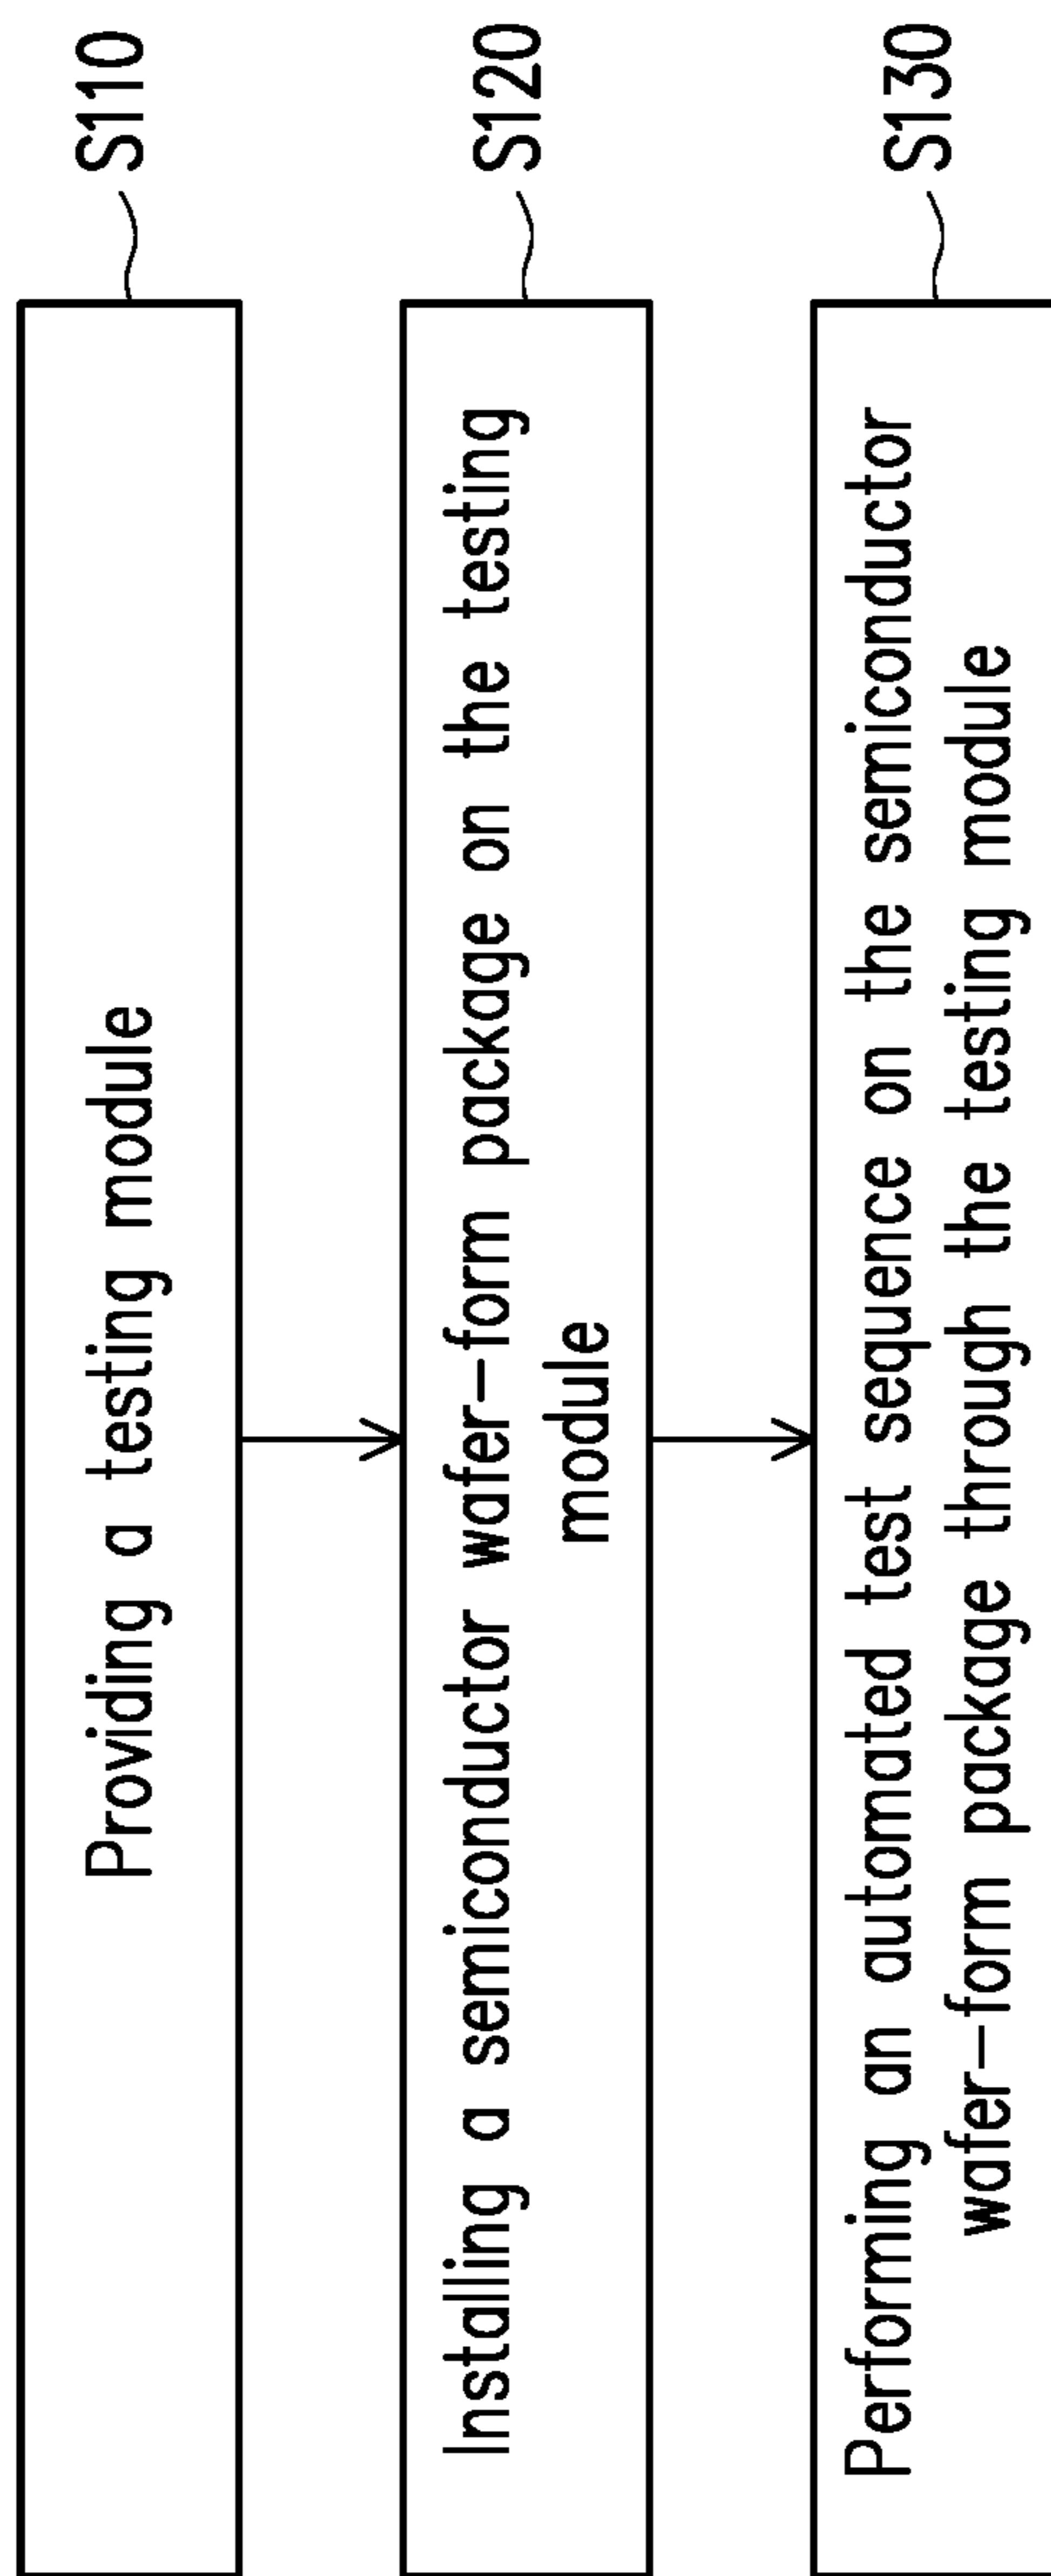 Providing a testing module
S110
Installing a semiconductor wafer-form package on the testing
module
S120
Performing an automated test sequence on the semiconductor
wafer-form package through the testing module
S130